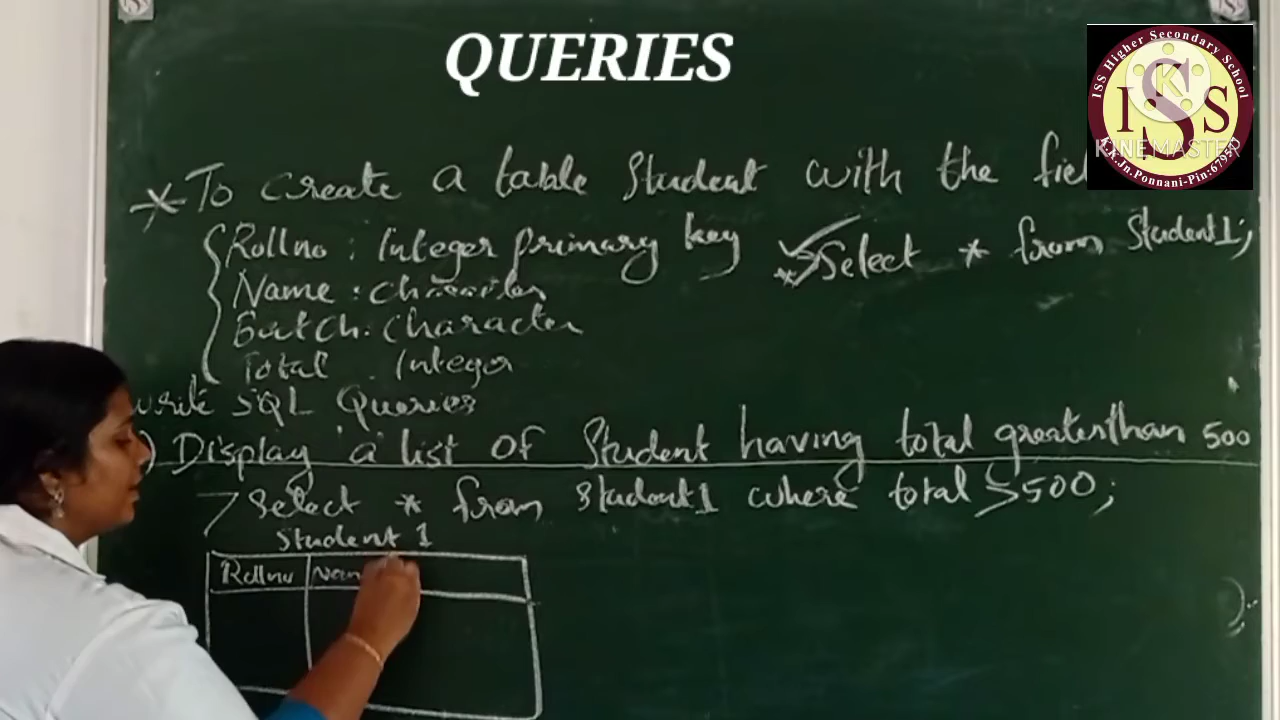 QUERIES
ISS Higher Secondary School
ISS
K
K.K.Jn.Ponnani-Pin:67957
KINEMASTER
* To create a table Student with the fie
Rollno : Integer primary key
* Select * from Student1;
Name : character
Batch : character
Total : Integer
write SQL Queries
) Display a list of Student having total greaterthan 500
> Select * from Student1 where total > 500;
Student 1
Rollno Nam